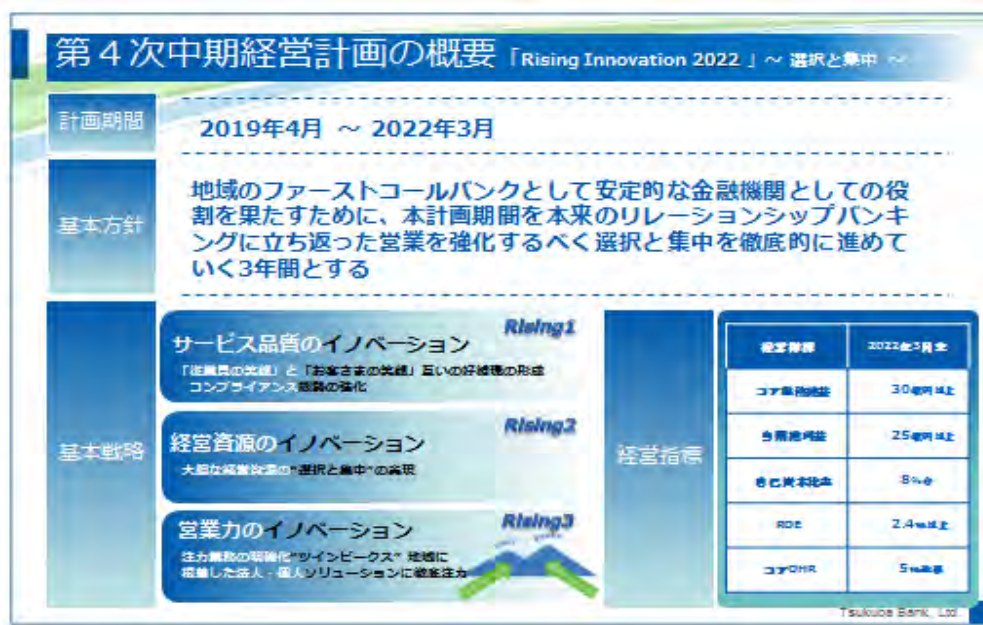 第４次中期経営計画の概要「Rising Innovation 2022 」～ 選択と集中 ～
計画期間
2019年4月 ～ 2022年3月
基本方針
地域のファーストコールバンクとして安定的な金融機関としての役
割を果たすために、本計画期間を本来のリレーションシップバンキ
ングに立ち返った営業を強化するべく選択と集中を徹底的に進めて
いく3年間とする
基本戦略
サービス品質のイノベーション
Rising1
「従業員の笑顔」と「お客さまの笑顔」互いの好循環の形成
コンプライアンス態勢の強化
経営資源のイノベーション
Rising2
大胆な経営資源の“選択と集中”の実現
営業力のイノベーション
Rising3
注力業務の明確化“ツインピークス” 地域に
密着した法人・個人ソリューションに徹底注力
経営指標
経営指標
2022年3月末
コア業務純益
30億円以上
当期純利益
25億円以上
自己資本比率
8%台
ROE
2.4%以上
コアOHR
Tsukuba Bank, Ltd.